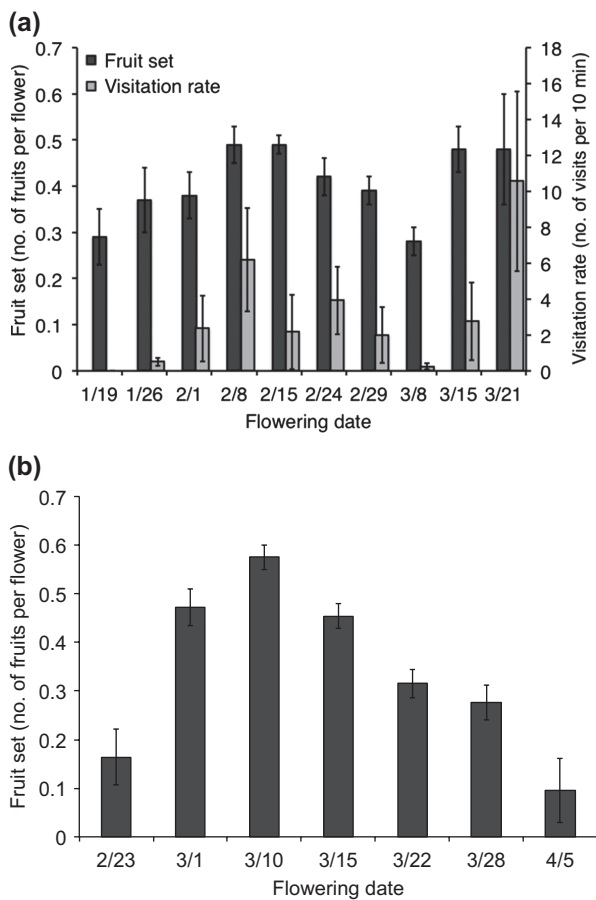 (a)
Fruit set
Visitation rate
Fruit set (no. of fruits per flower)
0.7
0.6
0.5
0.4
0.3
0.2
0.1
0
Visitation rate (no. of visits per 10 min)
18
16
14
12
10
8
6
4
2
0
1/19 1/26 2/1 2/8 2/15 2/24 2/29 3/8 3/15 3/21
Flowering date
(b)
Fruit set (no. of fruits per flower)
0.7
0.6
0.5
0.4
0.3
0.2
0.1
0
2/23 3/1 3/10 3/15 3/22 3/28 4/5
Flowering date